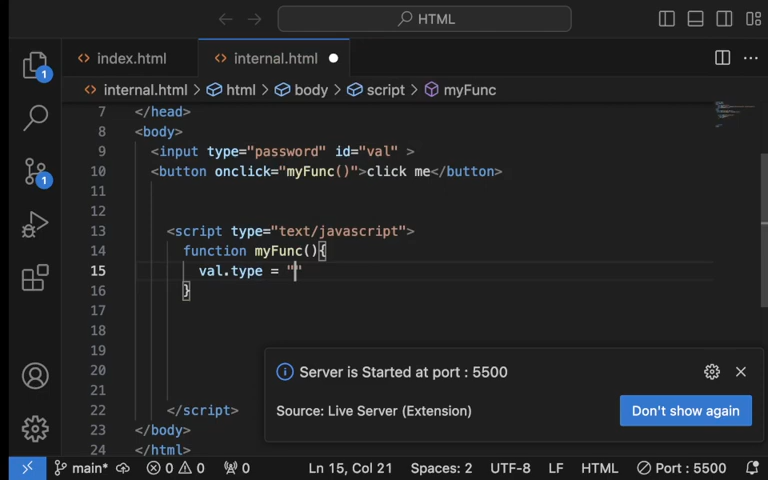 HTML
index.html
internal.html
internal.html > html > body > script > myFunc
7 </head>
8 <body>
9 <input type="password" id="val" >
10 <button onclick="myFunc()">click me</button>
11
12
13 <script type="text/javascript">
14 function myFunc(){
15 val.type = ""
16 }
17
18
19
20
21
22 </script>
23 </body>
24 </html>
1
1
Server is Started at port : 5500
Source: Live Server (Extension)
Don't show again
main* 0 0 0 Ln 15, Col 21 Spaces: 2 UTF-8 LF HTML Port : 5500